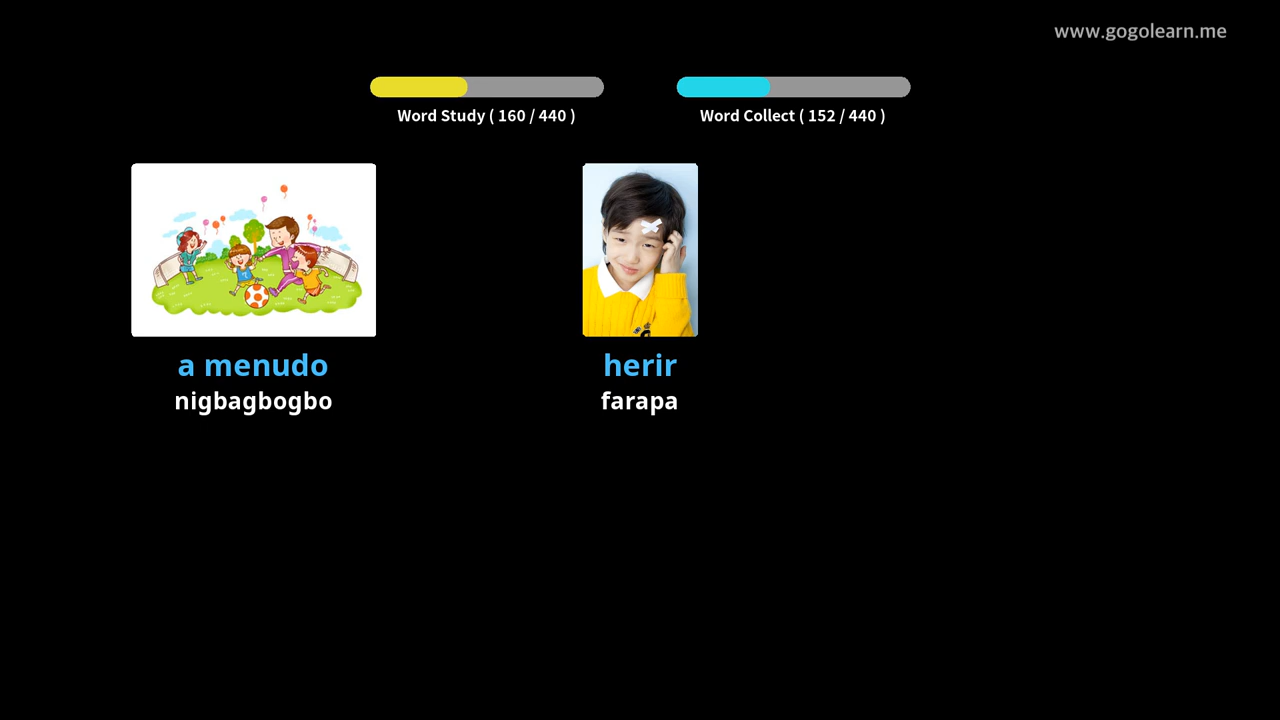 www.gogolearn.me
Word Study ( 160 / 440 )
Word Collect ( 152 / 440 )
a menudo
nigbagbogbo
herir
farapa